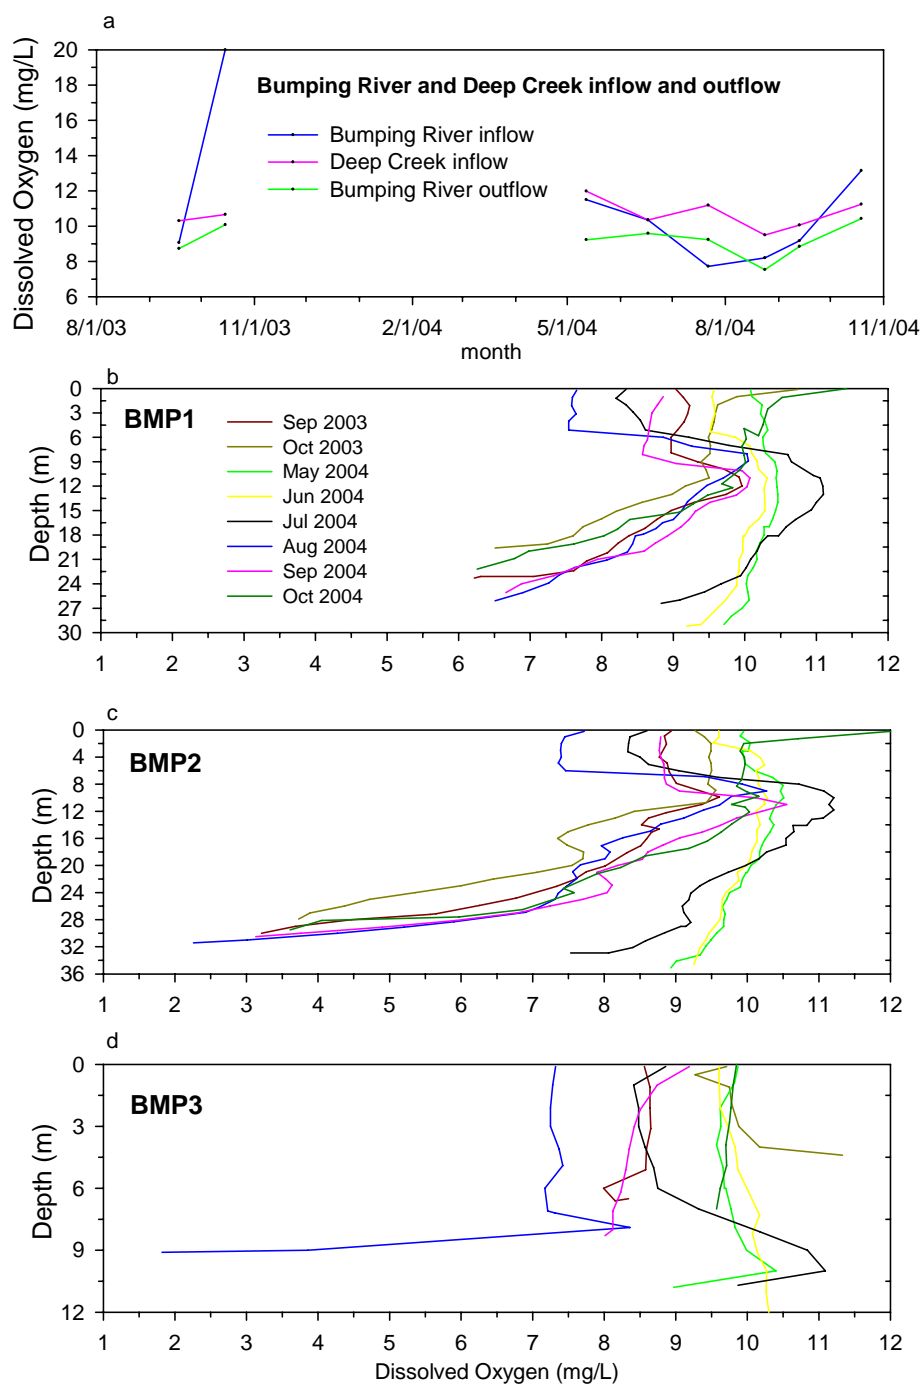 a
Dissolved Oxygen (mg/L)
20
18
16
14
12
10
8
6
Bumping River and Deep Creek inflow and outflow
Bumping River inflow
Deep Creek inflow
Bumping River outflow
8/1/03 11/1/03 2/1/04 5/1/04 8/1/04 11/1/04
month
b
BMP1
Depth (m)
0
3
6
9
12
15
18
21
24
27
30
Sep 2003
Oct 2003
May 2004
Jun 2004
Jul 2004
Aug 2004
Sep 2004
Oct 2004
1 2 3 4 5 6 7 8 9 10 11 12
c
BMP2
Depth (m)
0
4
8
12
16
20
24
28
32
36
1 2 3 4 5 6 7 8 9 10 11 12
d
BMP3
Depth (m)
0
3
6
9
12
1 2 3 4 5 6 7 8 9 10 11 12
Dissolved Oxygen (mg/L)